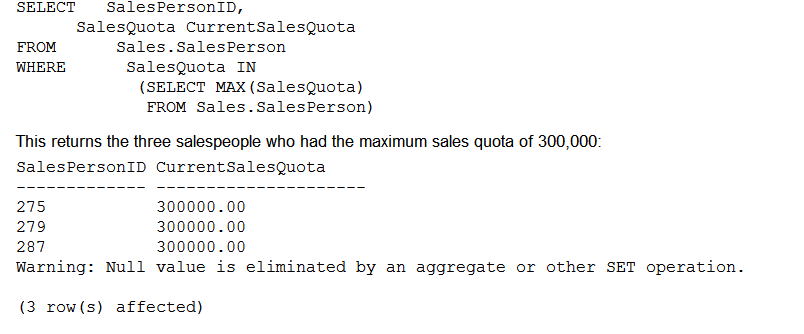 SELECT SalesPersonID,
SalesQuota CurrentSalesQuota
FROM Sales.SalesPerson
WHERE SalesQuota IN
(SELECT MAX(SalesQuota)
FROM Sales.SalesPerson)
This returns the three salespeople who had the maximum sales quota of 300,000:
SalesPersonID CurrentSalesQuota
------------- ---------------------
275 300000.00
279 300000.00
287 300000.00
Warning: Null value is eliminated by an aggregate or other SET operation.
(3 row(s) affected)